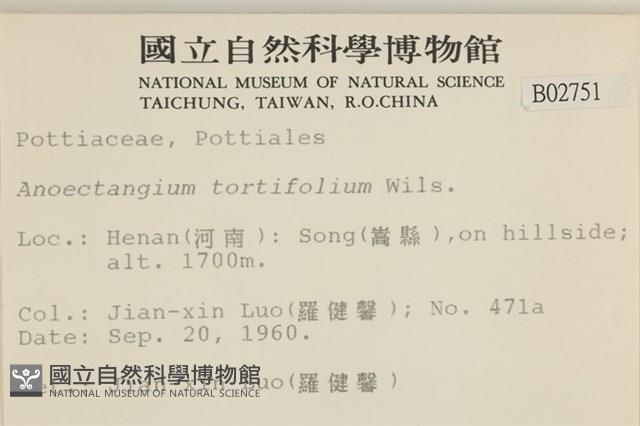 國立自然科學博物館
NATIONAL MUSEUM OF NATURAL SCIENCE
TAICHUNG, TAIWAN, R.O.CHINA
B02751
Pottiaceae, Pottiales
Anoectangium tortifolium Wils.
Loc.: Henan(河南): Song(嵩縣),on hillside;
alt. 1700m.
Col.: Jian-xin Luo(羅健馨); No. 471a
Date: Sep. 20, 1960.
Jian-xin Luo(羅健馨)
國立自然科學博物館
NATIONAL MUSEUM OF NATURAL SCIENCE